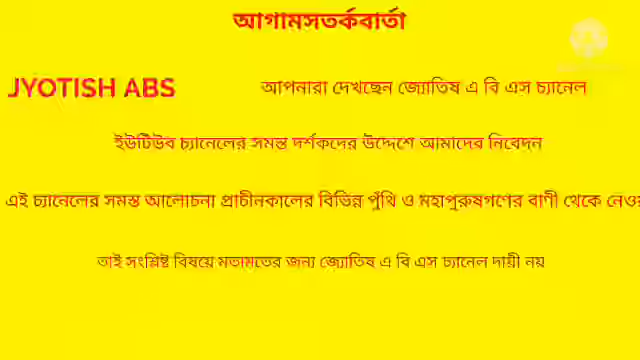 আগামসতর্কবার্তা
JYOTISH ABS আপনারা দেখছেন জ্যোতিষ এ বি এস চ্যানেল
ইউটিউব চ্যানেলের সমস্ত দর্শকদের উদ্দেশে আমাদের নিবেদন
এই চ্যানেলের সমস্ত আলোচনা প্রাচীনকালের বিভিন্ন পুঁথি ও মহাপুরুষগণের বাণী থেকে নেওয়
তাই সংশ্লিষ্ট বিষয়ে মতামতের জন্য জ্যোতিষ এ বি এস চ্যানেল দায়ী নয়